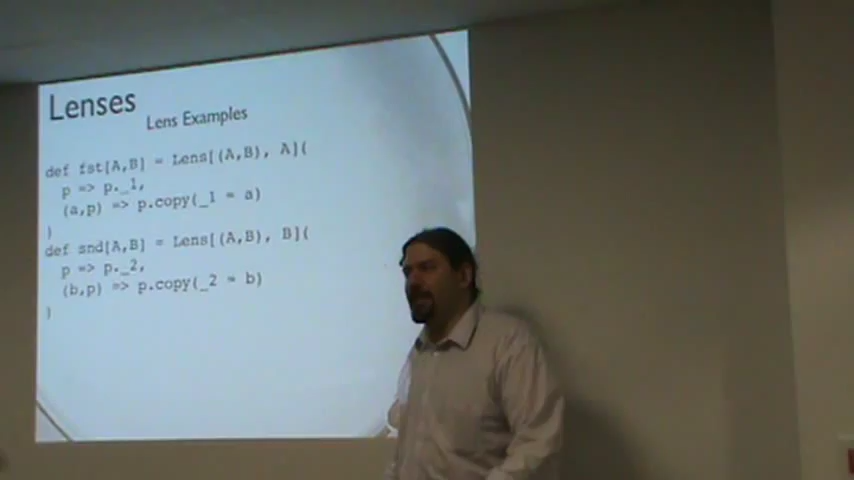 Lenses
Lens Examples
def fst[A,B] = Lens[(A,B), A](
p => p._1,
(a,p) => p.copy(_1 = a)
)
def snd[A,B] = Lens[(A,B), B](
p => p._2,
(b,p) => p.copy(_2 = b)
)